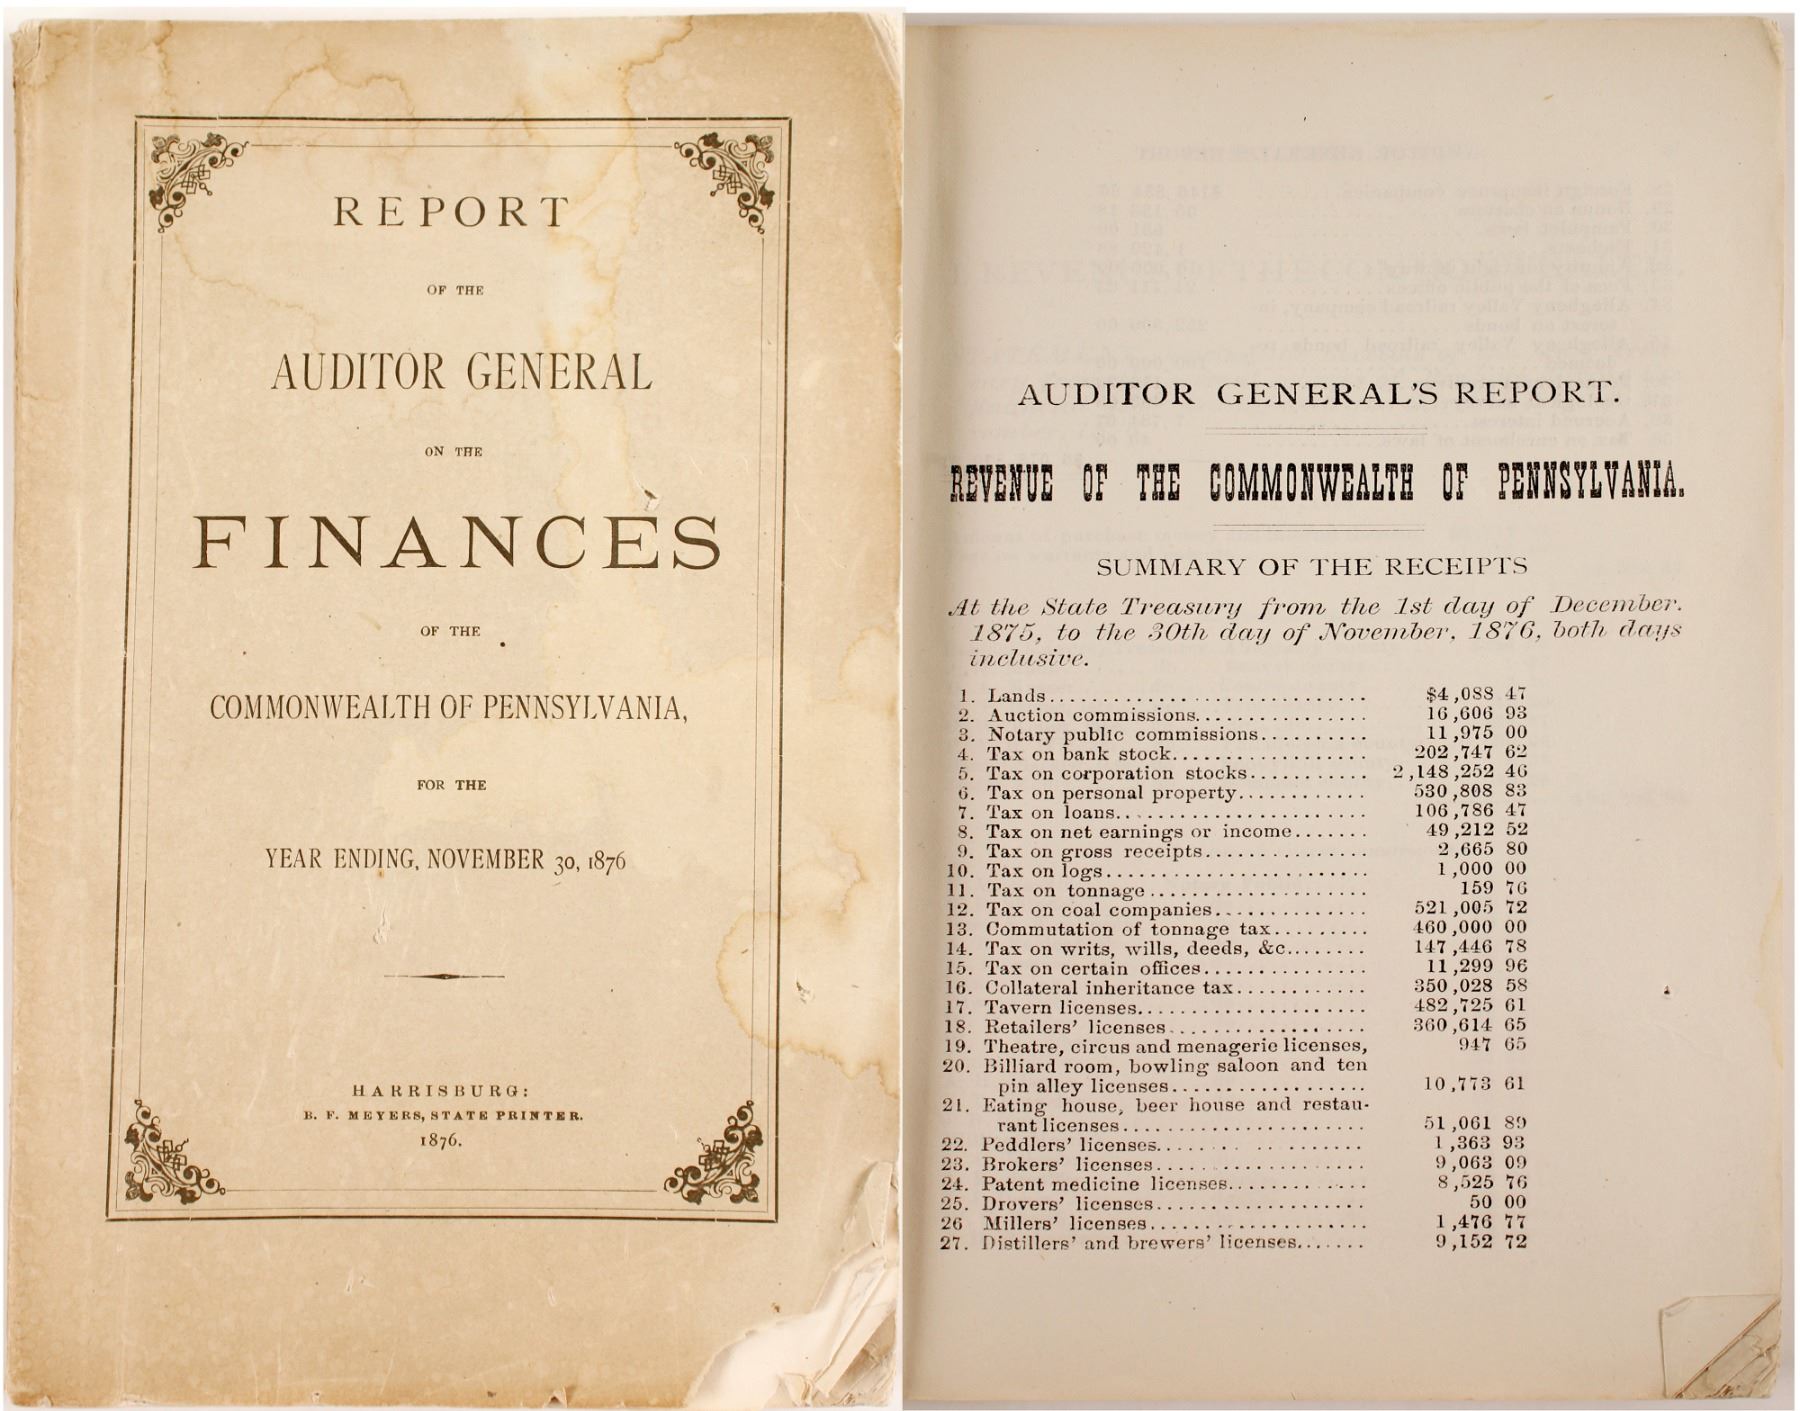 REPORT
OF THE
AUDITOR GENERAL
ON THE
FINANCES
OF THE
COMMONWEALTH OF PENNSYLVANIA,
FOR THE
YEAR ENDING, NOVEMBER 30, 1876
HARRISBURG:
B. F. MEYERS, STATE PRINTER.
1876.
AUDITOR GENERAL'S REPORT.
REVENUE OF THE COMMONWEALTH OF PENNSYLVANIA.
SUMMARY OF THE RECEIPTS
At the State Treasury from the 1st day of December.
1875, to the 30th day of November, 1876, both days
inclusive.
1. Lands.............................. $4,088 47
2. Auction commissions................ 16,606 93
3. Notary public commissions.......... 11,975 00
4. Tax on bank stock.................. 202,747 62
5. Tax on corporation stocks........... 2,148,252 46
6. Tax on personal property............ 530,808 83
7. Tax on loans........................ 106,786 47
8. Tax on net earnings or income....... 49,212 52
9. Tax on gross receipts............... 2,665 80
10. Tax on logs........................ 1,000 00
11. Tax on tonnage.................... 159 76
12. Tax on coal companies.............. 521,005 72
13. Commutation of tonnage tax......... 460,000 00
14. Tax on writs, wills, deeds, &c........ 147,446 78
15. Tax on certain offices............... 11,299 96
16. Collateral inheritance tax............ 350,028 58
17. Tavern licenses...................... 482,725 61
18. Retailers' licenses.................. 360,614 65
19. Theatre, circus and menagerie licenses, 947 65
20. Billiard room, bowling saloon and ten
pin alley licenses................... 10,773 61
21. Eating house, beer house and restau-
rant licenses....................... 51,061 89
22. Peddlers' licenses.................. 1,363 93
23. Brokers' licenses.................... 9,063 09
24. Patent medicine licenses............. 8,525 76
25. Drovers' licenses.................... 50 00
26 Millers' licenses..................... 1,476 77
27. Distillers' and brewers' licenses....... 9,152 72